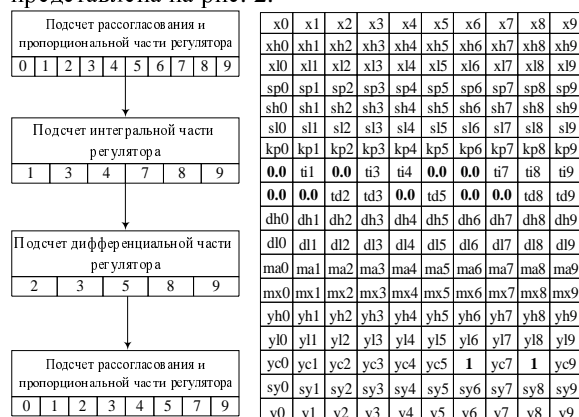 представлена на рис. 2.
Подсчет рассогласования и
пропорциональной части регулятора
0 1 2 3 4 5 6 7 8 9
Подсчет интегральной части
регулятора
1 3 4 7 8 9
Подсчет дифференциальной части
регулятора
2 3 5 8 9
Подсчет рассогласования и
пропорциональной части регулятора
0 1 2 3 4 5 7 9
x0 x1 x2 x3 x4 x5 x6 x7 x8 x9
xh0 xh1 xh2 xh3 xh4 xh5 xh6 xh7 xh8 xh9
xl0 xl1 xl2 xl3 xl4 xl5 xl6 xl7 xl8 xl9
sp0 sp1 sp2 sp3 sp4 sp5 sp6 sp7 sp8 sp9
sh0 sh1 sh2 sh3 sh4 sh5 sh6 sh7 sh8 sh9
sl0 sl1 sl2 sl3 sl4 sl5 sl6 sl7 sl8 sl9
kp0 kp1 kp2 kp3 kp4 kp5 kp6 kp7 kp8 kp9
0.0 ti1 0.0 ti3 ti4 0.0 0.0 ti7 ti8 ti9
0.0 0.0 td2 td3 0.0 td5 0.0 0.0 td8 td9
dh0 dh1 dh2 dh3 dh4 dh5 dh6 dh7 dh8 dh9
dl0 dl1 dl2 dl3 dl4 dl5 dl6 dl7 dl8 dl9
ma0 ma1 ma2 ma3 ma4 ma5 ma6 ma7 ma8 ma9
mx0 mx1 mx2 mx3 mx4 mx5 mx6 mx7 mx8 mx9
yh0 yh1 yh2 yh3 yh4 yh5 yh6 yh7 yh8 yh9
yl0 yl1 yl2 yl3 yl4 yl5 yl6 yl7 yl8 yl9
yc0 yc1 yc2 yc3 yc4 yc5 1 yc7 1 yc9
sy0 sy1 sy2 sy3 sy4 sy5 sy6 sy7 sy8 sy9
y0 y1 y2 y3 y4 y5 y6 y7 y8 y9